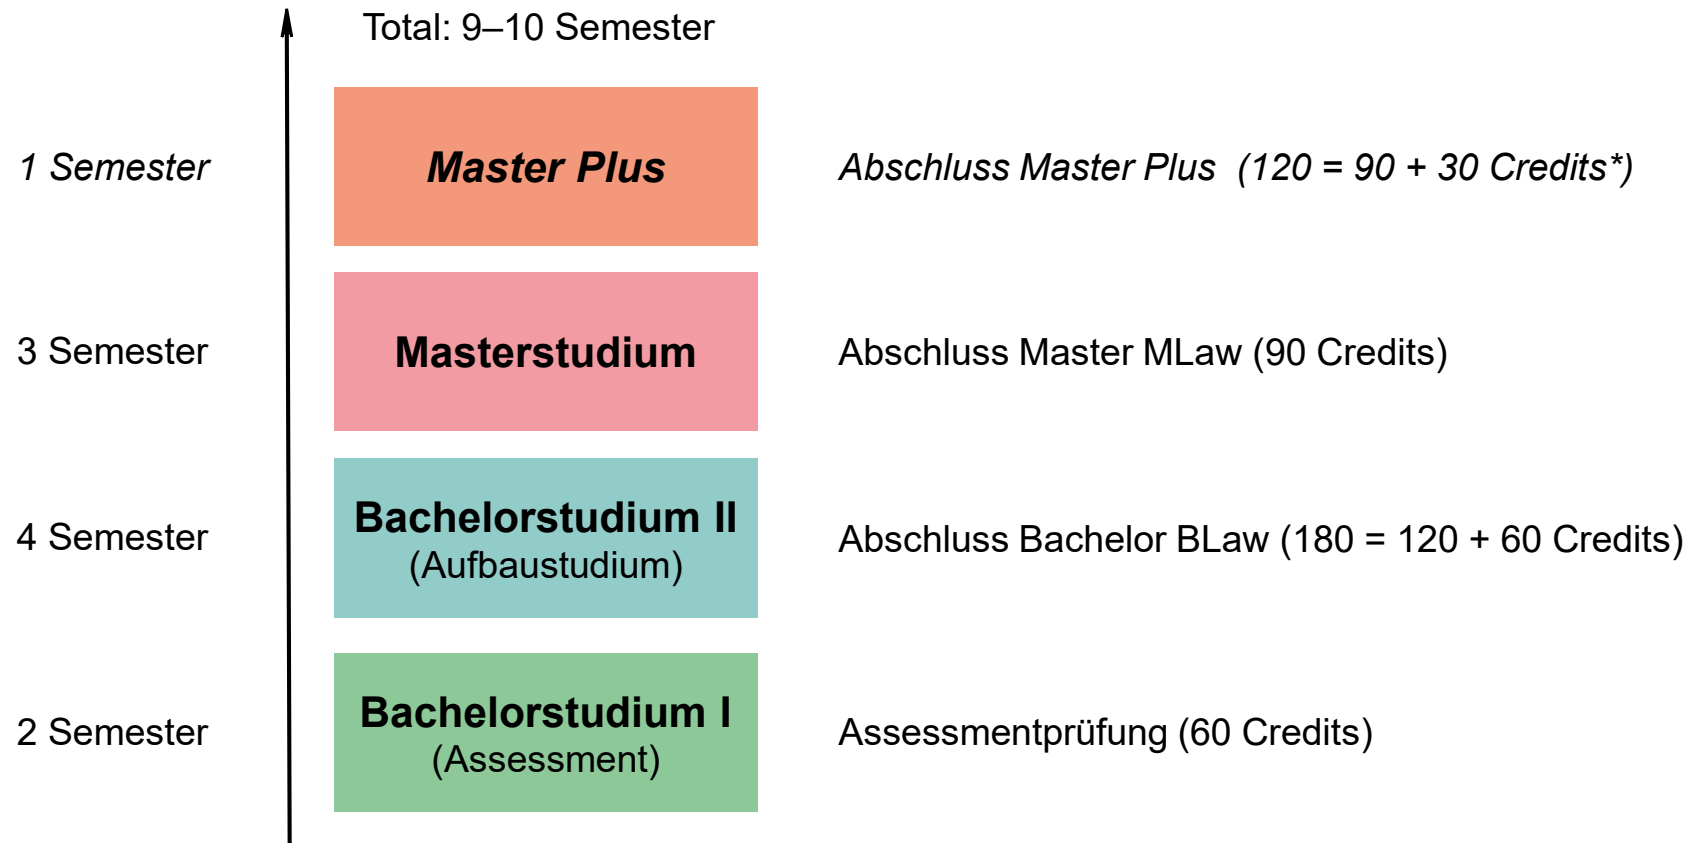 Total: 9–10 Semester
1 Semester
Master Plus
Abschluss Master Plus (120 = 90 + 30 Credits*)
3 Semester
Masterstudium
Abschluss Master MLaw (90 Credits)
4 Semester
Bachelorstudium II
(Aufbaustudium)
Abschluss Bachelor BLaw (180 = 120 + 60 Credits)
2 Semester
Bachelorstudium I
(Assessment)
Assessmentprüfung (60 Credits)